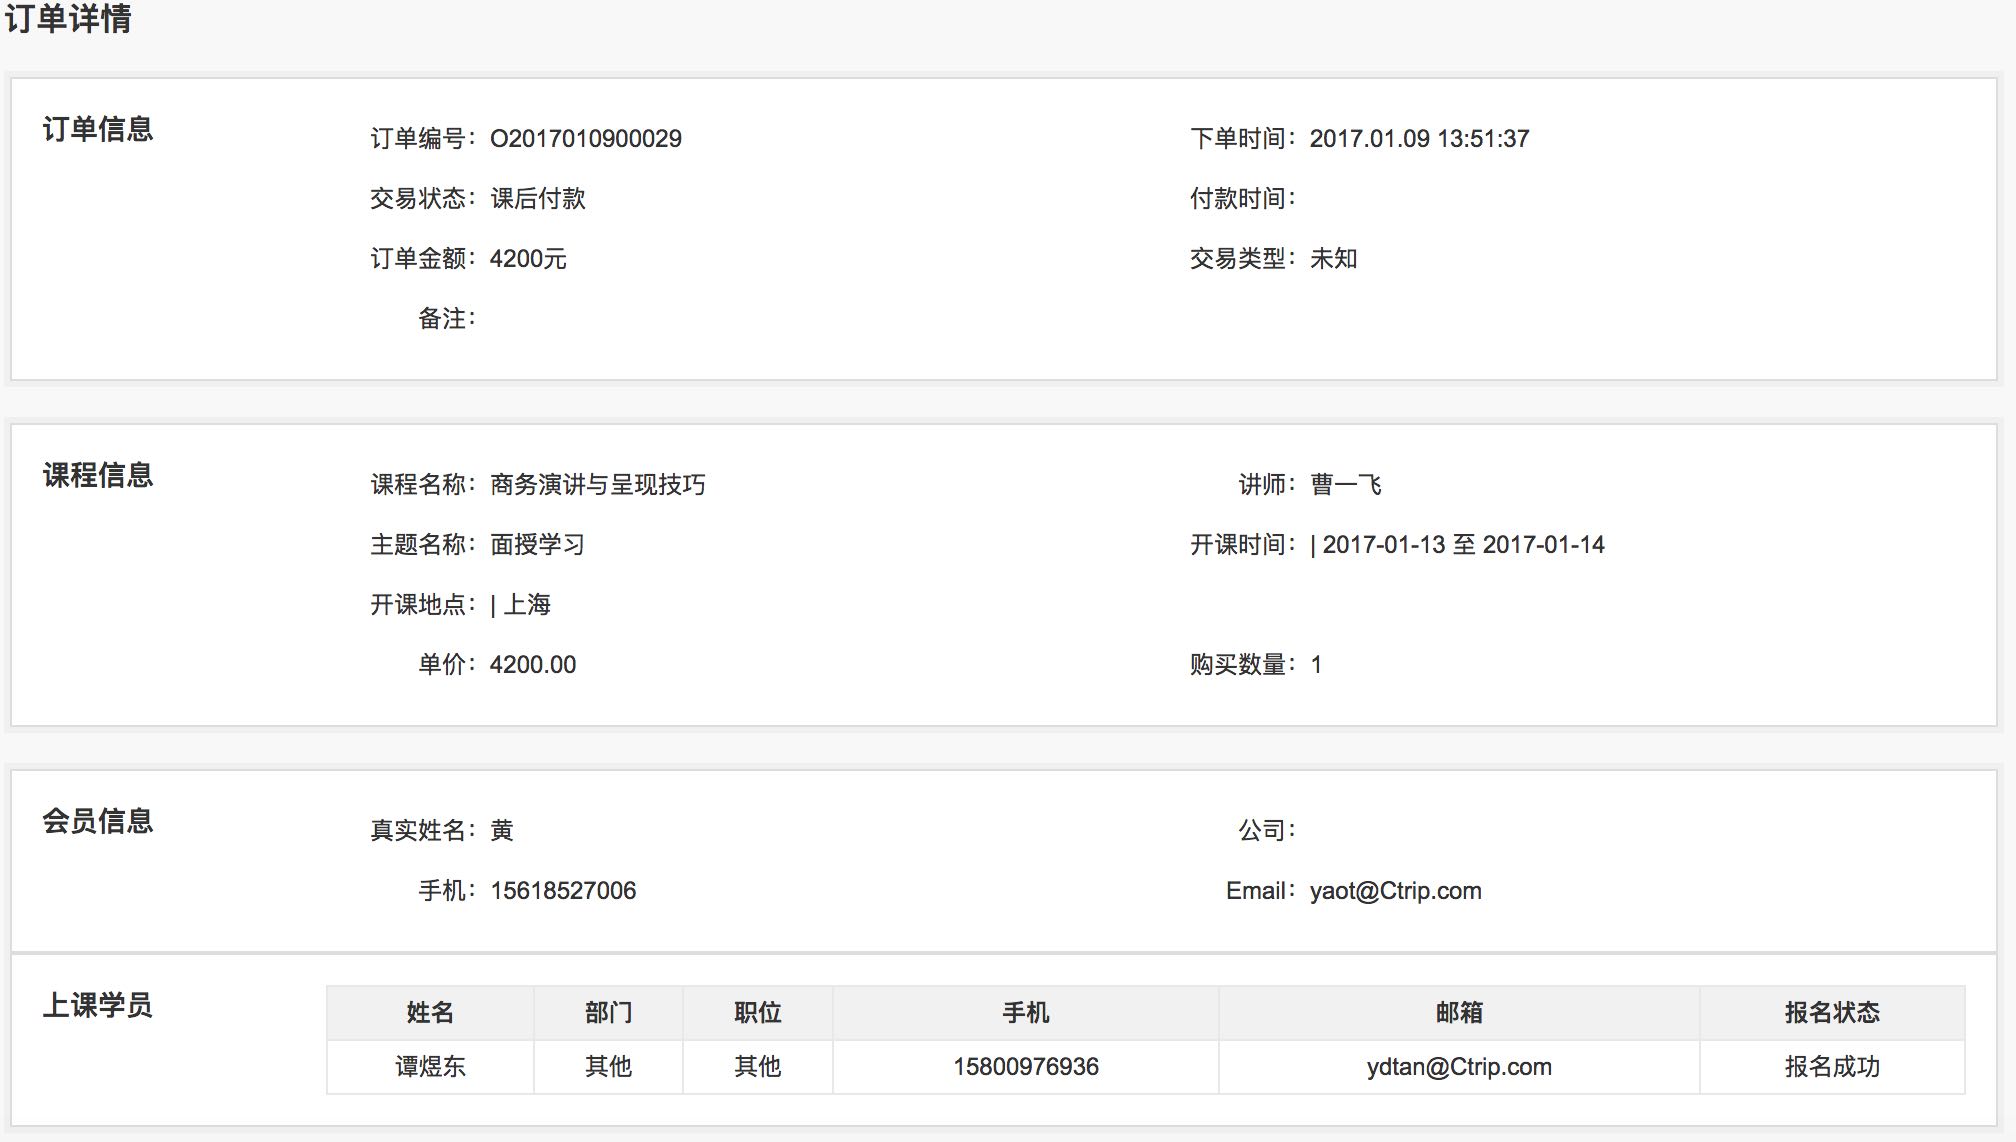 订单详情
订单信息
订单编号：O2017010900029 下单时间：2017.01.09 13:51:37
交易状态：课后付款 付款时间：
订单金额：4200元 交易类型：未知
备注：
课程信息
课程名称：商务演讲与呈现技巧 讲师：曹一飞
主题名称：面授学习 开课时间：| 2017-01-13 至 2017-01-14
开课地点：| 上海
单价：4200.00 购买数量：1
会员信息
真实姓名：黄 公司：
手机：15618527006 Email：yaot@Ctrip.com
上课学员
姓名 部门 职位 手机 邮箱 报名状态
谭煜东 其他 其他 15800976936 ydtan@Ctrip.com 报名成功